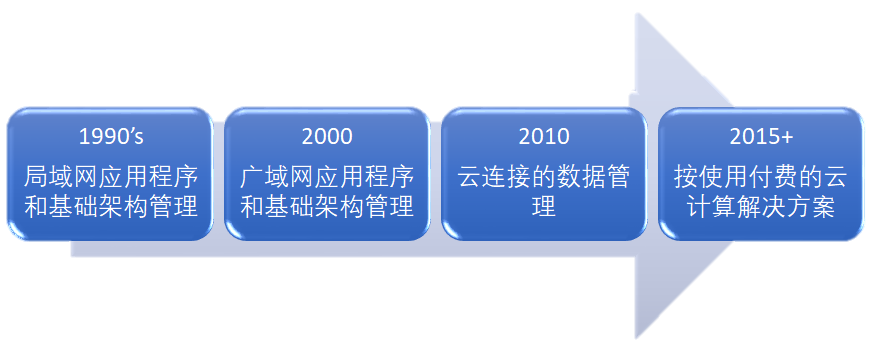 1990’s
局域网应用程序
和基础架构管理
2000
广域网应用程序
和基础架构管理
2010
云连接的数据管
理
2015+
按使用付费的云
计算解决方案